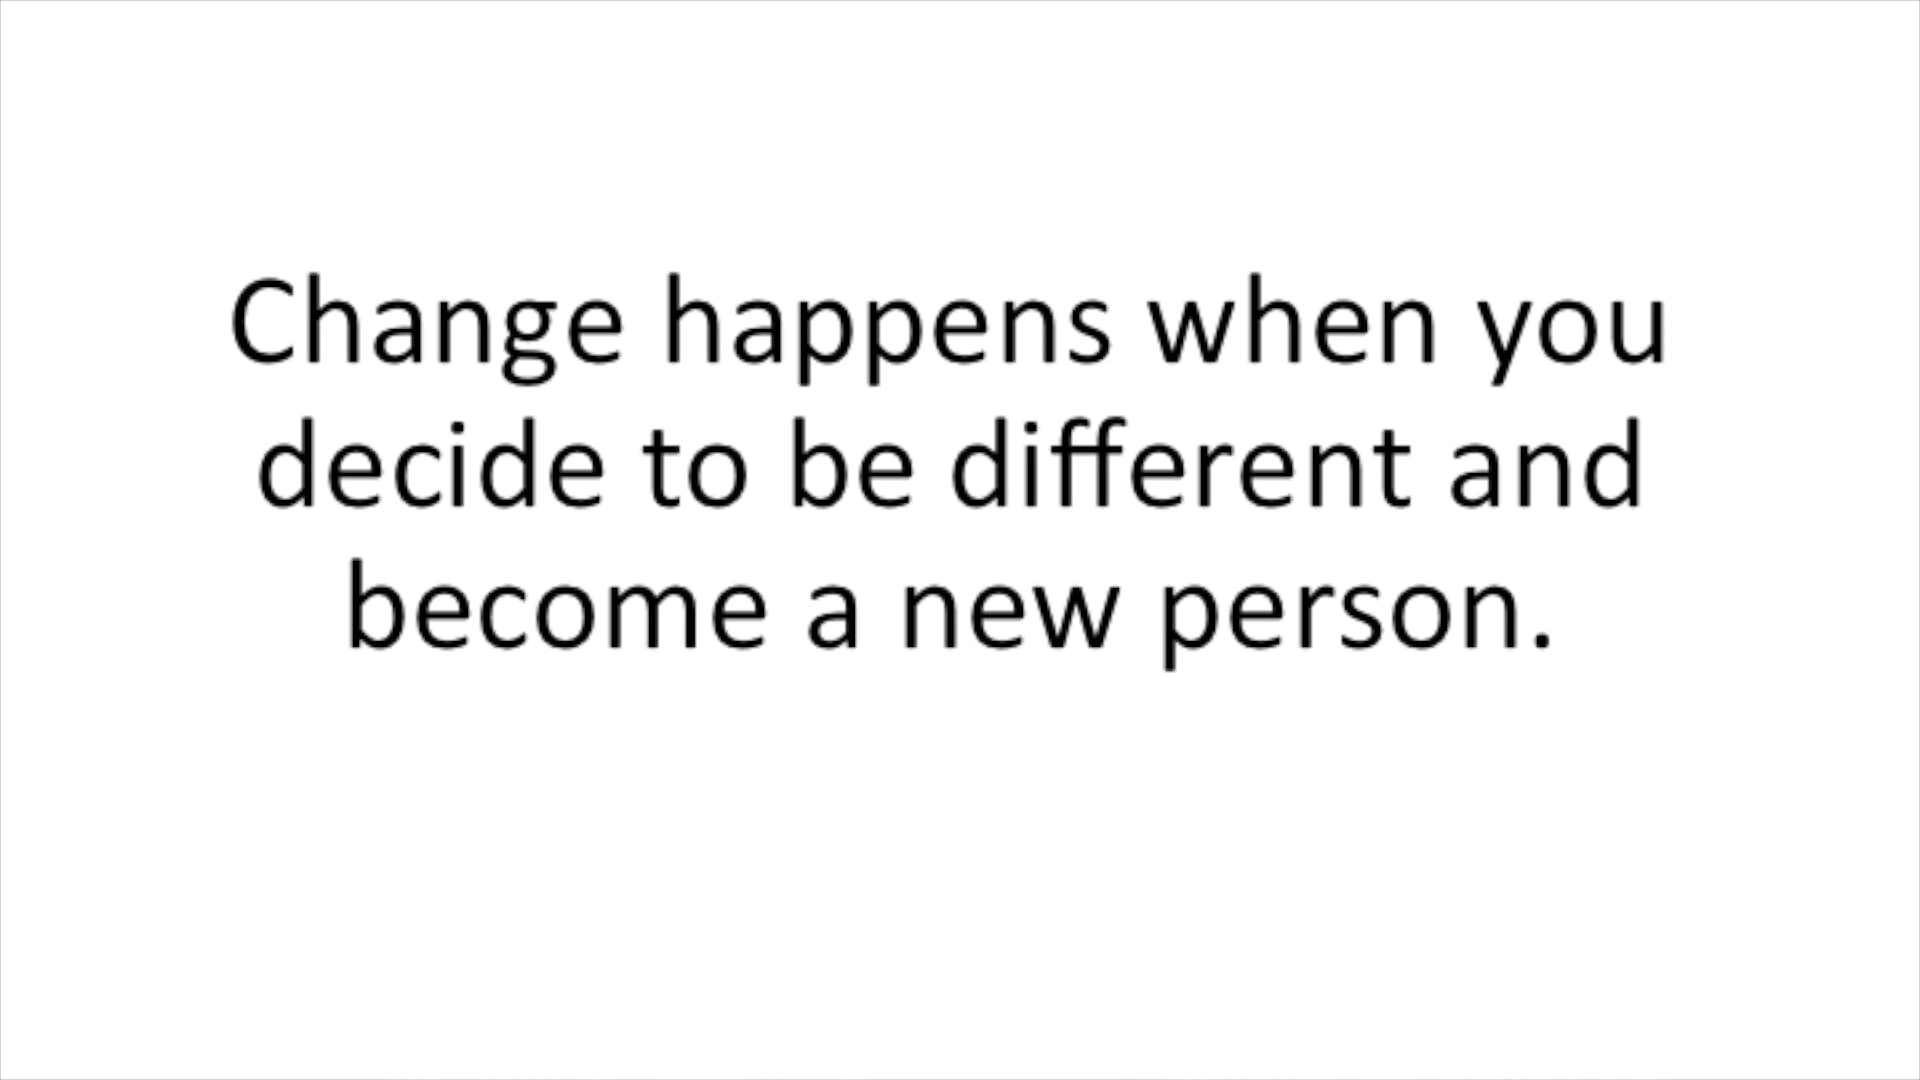 Change happens when you
decide to be different and
become a new person.